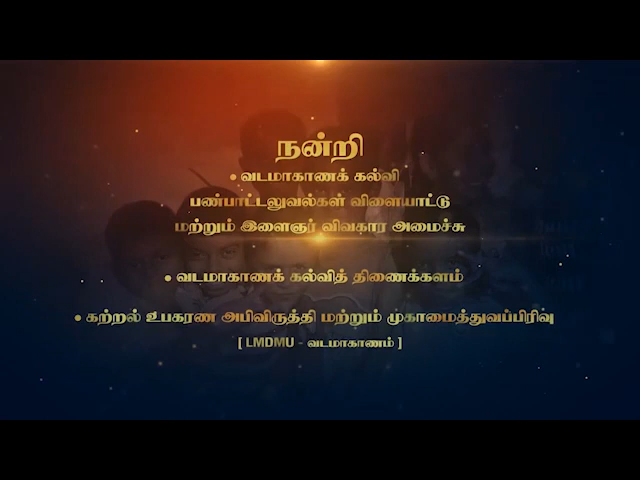 நன்றி
• வடமாகாணக் கல்வி
பண்பாட்டலுவல்கள் விளையாட்டு
மற்றும் இளைஞர் விவகார அமைச்சு
• வடமாகாணக் கல்வித் திணைக்களம்
• கற்றல் உபகரண அபிவிருத்தி மற்றும் முகாமைத்துவப்பிரிவு
[ LMDMU - வடமாகாணம் ]